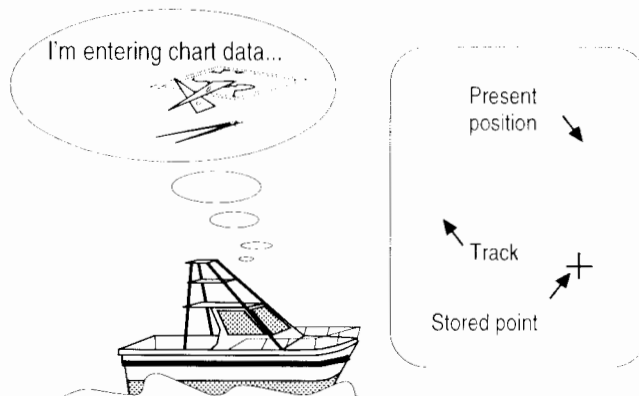 I'm entering chart data...
Present
position
Track
Stored point